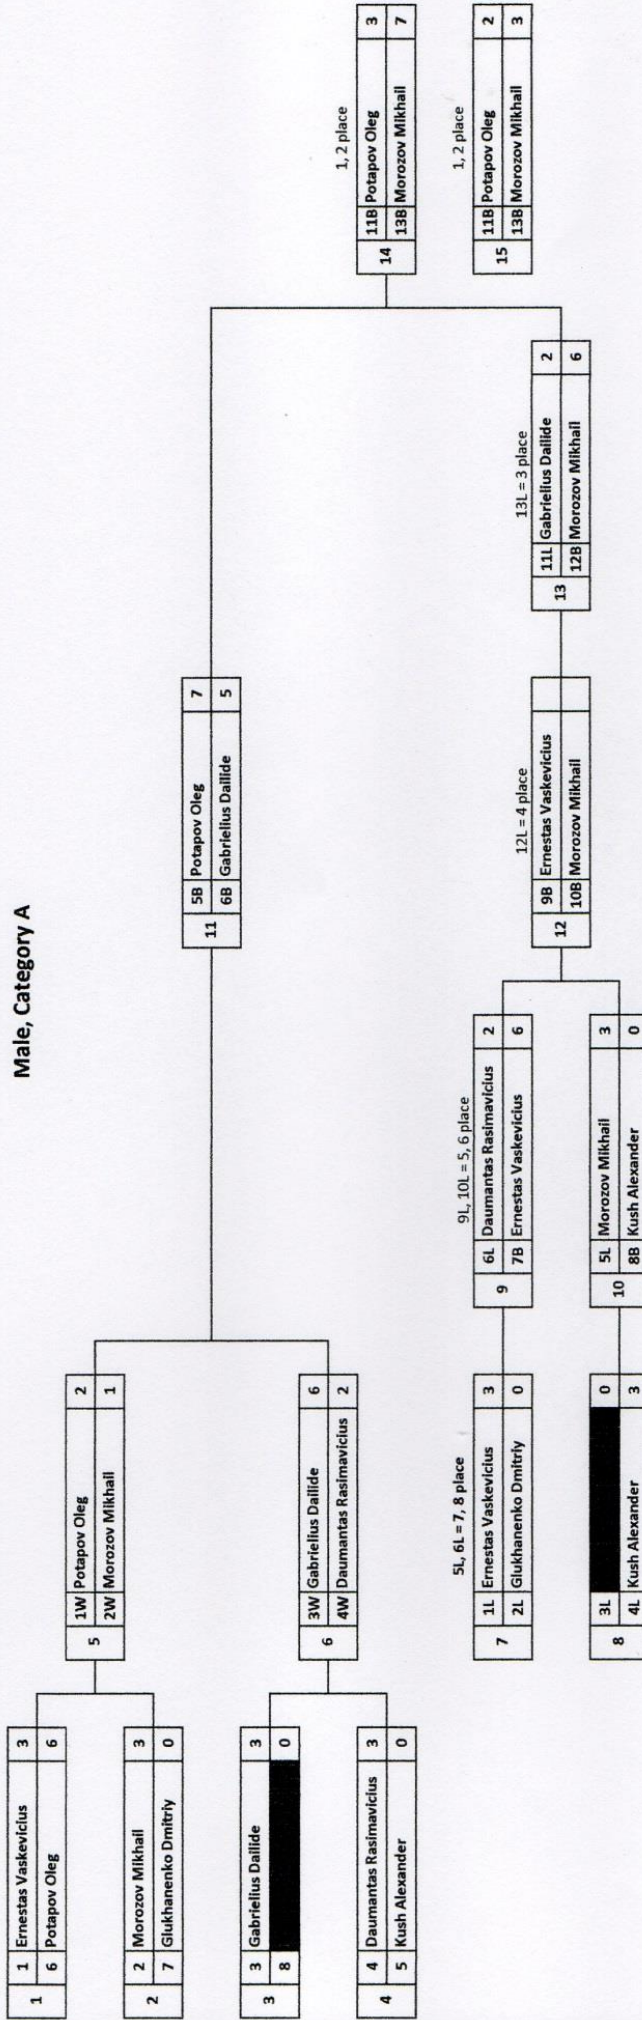 Male, Category A
1
1 Ernestas Vaskevicius 3
6 Potapov Oleg 6
2
2 Morozov Mikhail 3
7 Glukhanenko Dmitriy 0
3
3 Gabrielius Dailide 3
8 0
4
4 Daumantas Rasimavicius 3
5 Kush Alexander 0
5
1W Potapov Oleg 2
2W Morozov Mikhail 1
6
3W Gabrielius Dailide 6
4W Daumantas Rasimavicius 2
5L, 6L = 7, 8 place
7
1L Ernestas Vaskevicius 3
2L Glukhanenko Dmitriy 0
8
3L 0
4L Kush Alexander 3
9L, 10L = 5, 6 place
9
6L Daumantas Rasimavicius 2
7B Ernestas Vaskevicius 6
10
5L Morozov Mikhail 3
8B Kush Alexander 0
11
5B Potapov Oleg 7
6B Gabrielius Dailide 5
12L = 4 place
12
9B Ernestas Vaskevicius
10B Morozov Mikhail
13L = 3 place
13
11L Gabrielius Dailide 2
12B Morozov Mikhail 6
1, 2 place
14
11B Potapov Oleg 3
13B Morozov Mikhail 7
1, 2 place
15
11B Potapov Oleg 2
13B Morozov Mikhail 3